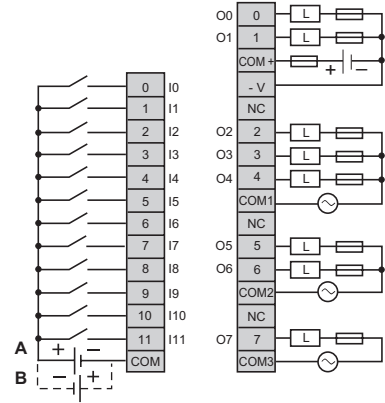 0 I0
1 I1
2 I2
3 I3
4 I4
5 I5
6 I6
7 I7
8 I8
9 I9
10 I10
11 I11
A + −
COM
B − +
O0 0 L
O1 1 L
COM + + −
- V
NC
O2 2 L
O3 3 L
O4 4 L
COM1
NC
O5 5 L
O6 6 L
COM2
NC
O7 7 L
COM3